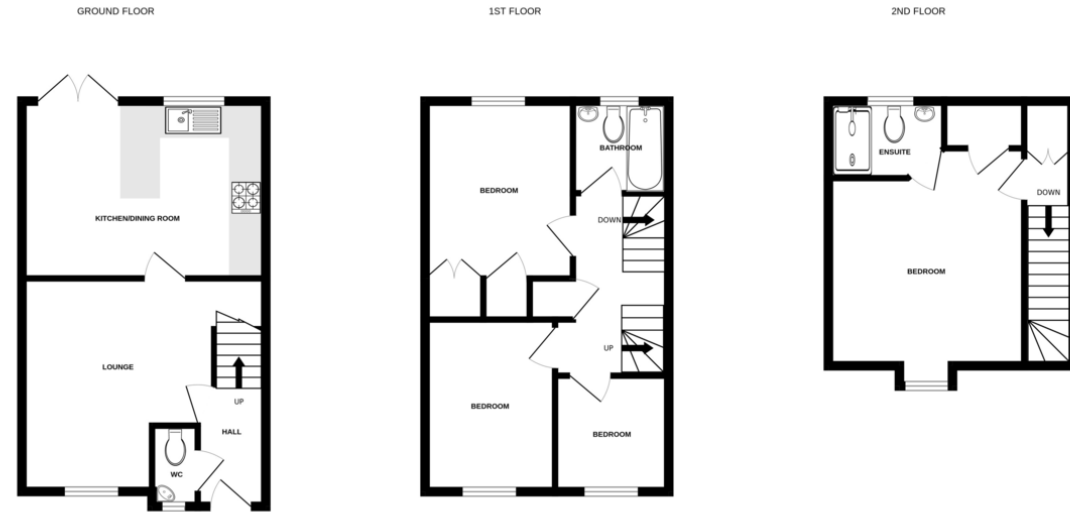 GROUND FLOOR
KITCHEN/DINING ROOM
LOUNGE
UP
HALL
WC
1ST FLOOR
BATHROOM
BEDROOM
DOWN
UP
BEDROOM
BEDROOM
2ND FLOOR
ENSUITE
DOWN
BEDROOM